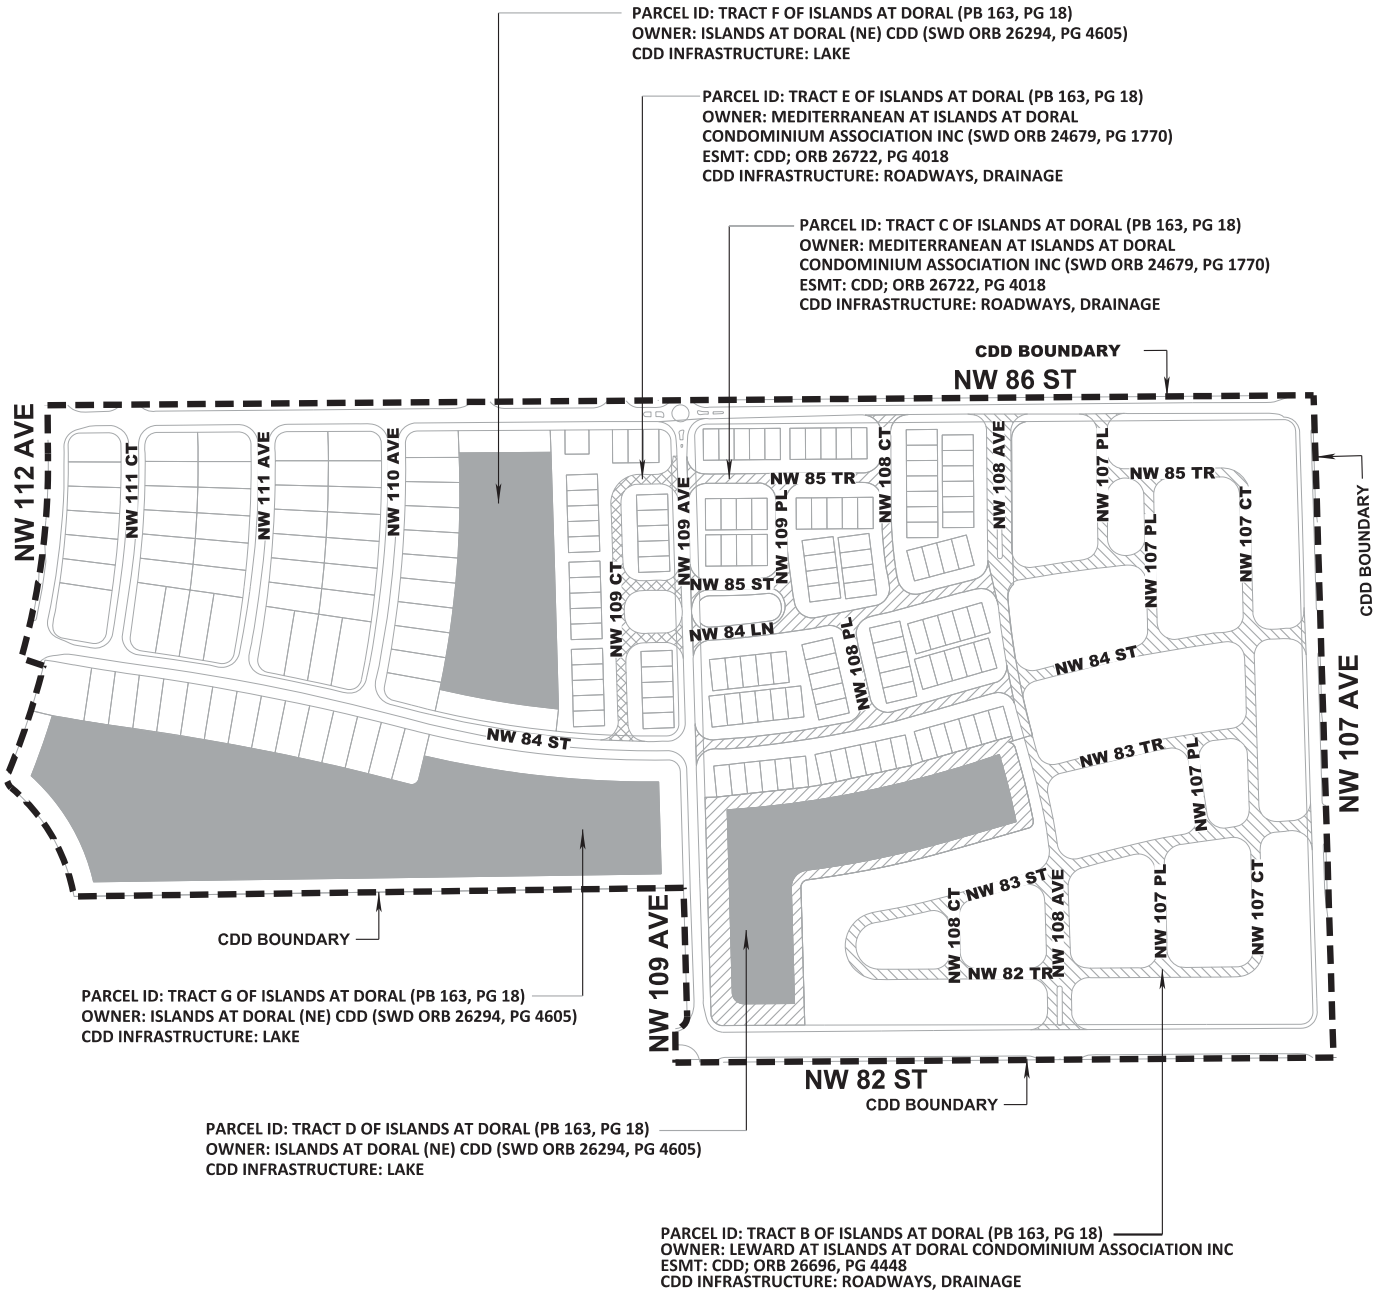 PARCEL ID: TRACT F OF ISLANDS AT DORAL (PB 163, PG 18)
OWNER: ISLANDS AT DORAL (NE) CDD (SWD ORB 26294, PG 4605)
CDD INFRASTRUCTURE: LAKE
PARCEL ID: TRACT E OF ISLANDS AT DORAL (PB 163, PG 18)
OWNER: MEDITERRANEAN AT ISLANDS AT DORAL
CONDOMINIUM ASSOCIATION INC (SWD ORB 24679, PG 1770)
ESMT: CDD; ORB 26722, PG 4018
CDD INFRASTRUCTURE: ROADWAYS, DRAINAGE
PARCEL ID: TRACT C OF ISLANDS AT DORAL (PB 163, PG 18)
OWNER: MEDITERRANEAN AT ISLANDS AT DORAL
CONDOMINIUM ASSOCIATION INC (SWD ORB 24679, PG 1770)
ESMT: CDD; ORB 26722, PG 4018
CDD INFRASTRUCTURE: ROADWAYS, DRAINAGE
CDD BOUNDARY
NW 86 ST
NW 112 AVE
NW 111 CT
NW 111 AVE
NW 110 AVE
NW 109 CT
NW 109 AVE
NW 85 TR
NW 109 PL
NW 108 CT
NW 108 AVE
NW 107 PL
NW 85 TR
NW 107 PL
NW 107 CT
CDD BOUNDARY
NW 85 ST
NW 84 LN
NW 108 PL
NW 84 ST
NW 107 AVE
NW 84 ST
NW 83 TR
NW 107 PL
NW 83 ST
NW 108 CT
NW 108 AVE
NW 107 PL
NW 107 CT
NW 82 TR
CDD BOUNDARY
NW 109 AVE
PARCEL ID: TRACT G OF ISLANDS AT DORAL (PB 163, PG 18)
OWNER: ISLANDS AT DORAL (NE) CDD (SWD ORB 26294, PG 4605)
CDD INFRASTRUCTURE: LAKE
NW 82 ST
CDD BOUNDARY
PARCEL ID: TRACT D OF ISLANDS AT DORAL (PB 163, PG 18)
OWNER: ISLANDS AT DORAL (NE) CDD (SWD ORB 26294, PG 4605)
CDD INFRASTRUCTURE: LAKE
PARCEL ID: TRACT B OF ISLANDS AT DORAL (PB 163, PG 18)
OWNER: LEWARD AT ISLANDS AT DORAL CONDOMINIUM ASSOCIATION INC
ESMT: CDD; ORB 26696, PG 4448
CDD INFRASTRUCTURE: ROADWAYS, DRAINAGE